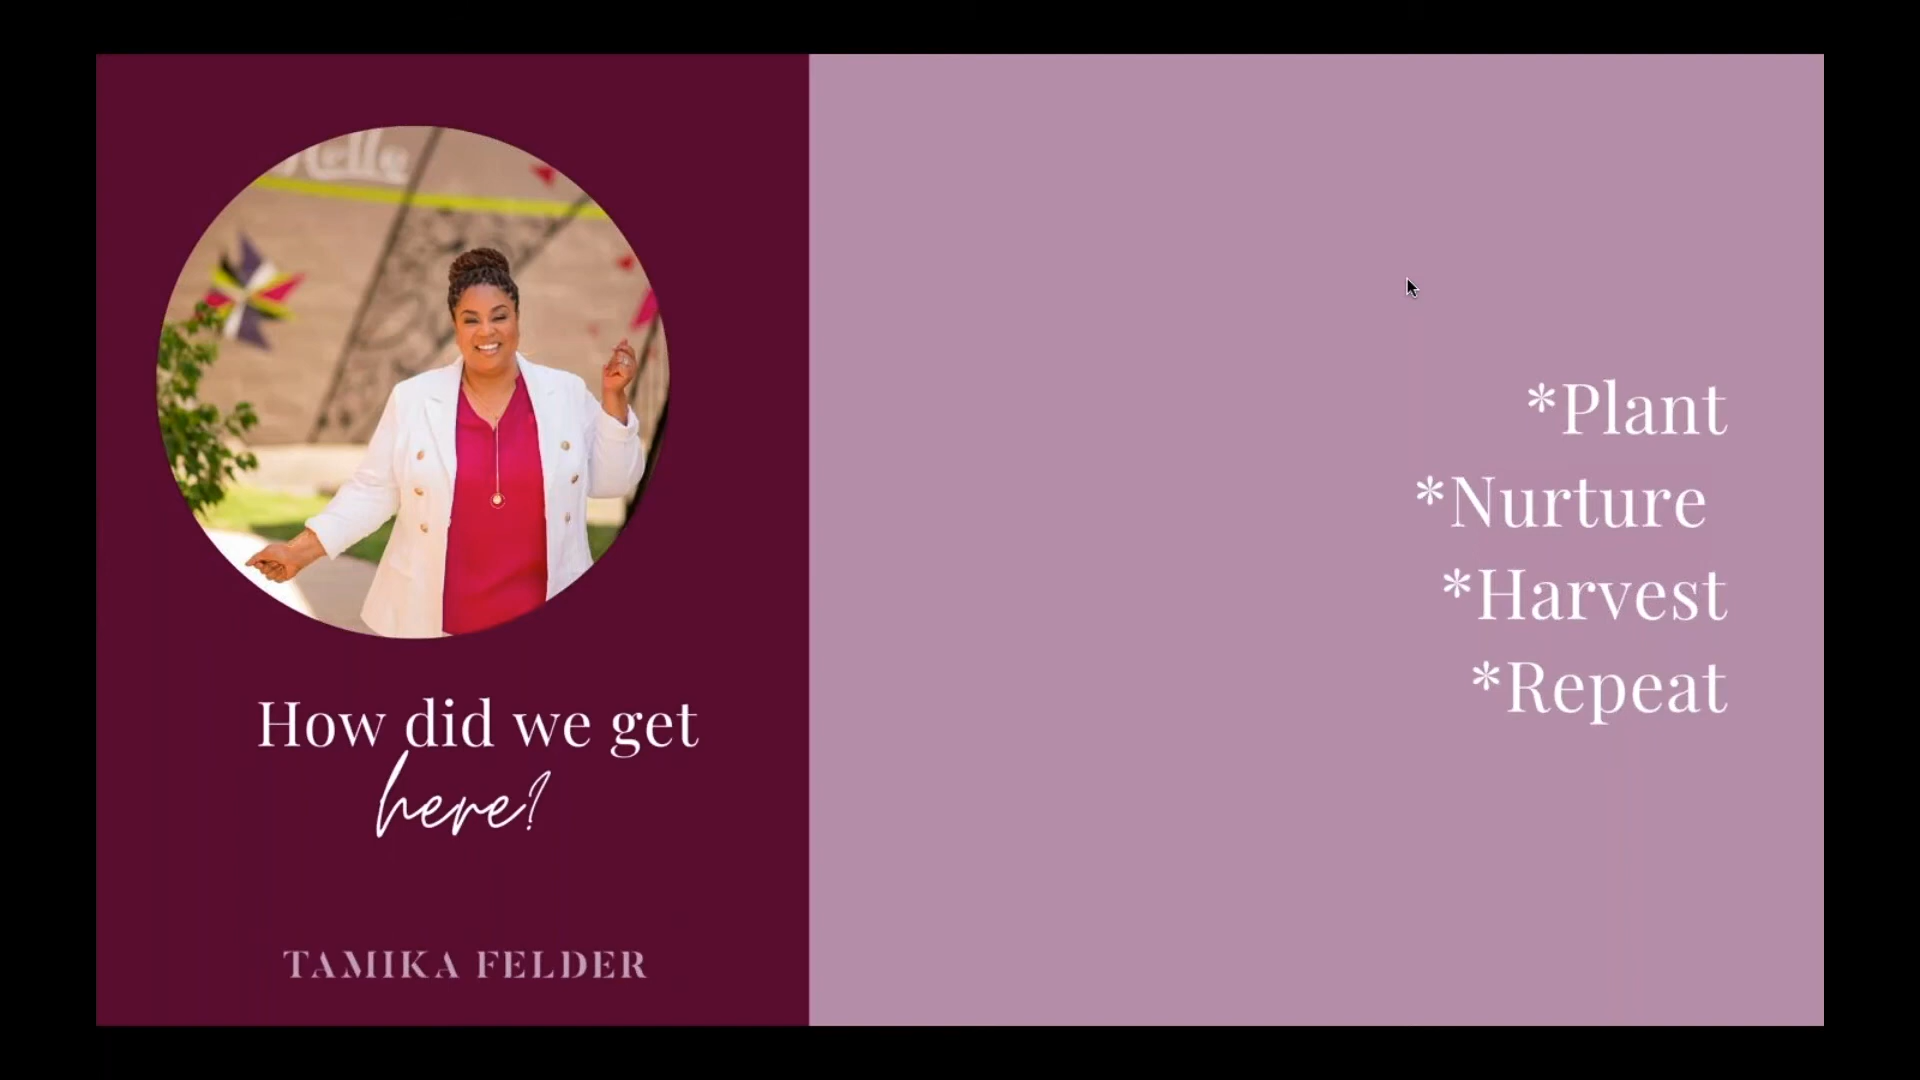 How did we get
here?
TAMIKA FELDER
*Plant
*Nurture
*Harvest
*Repeat